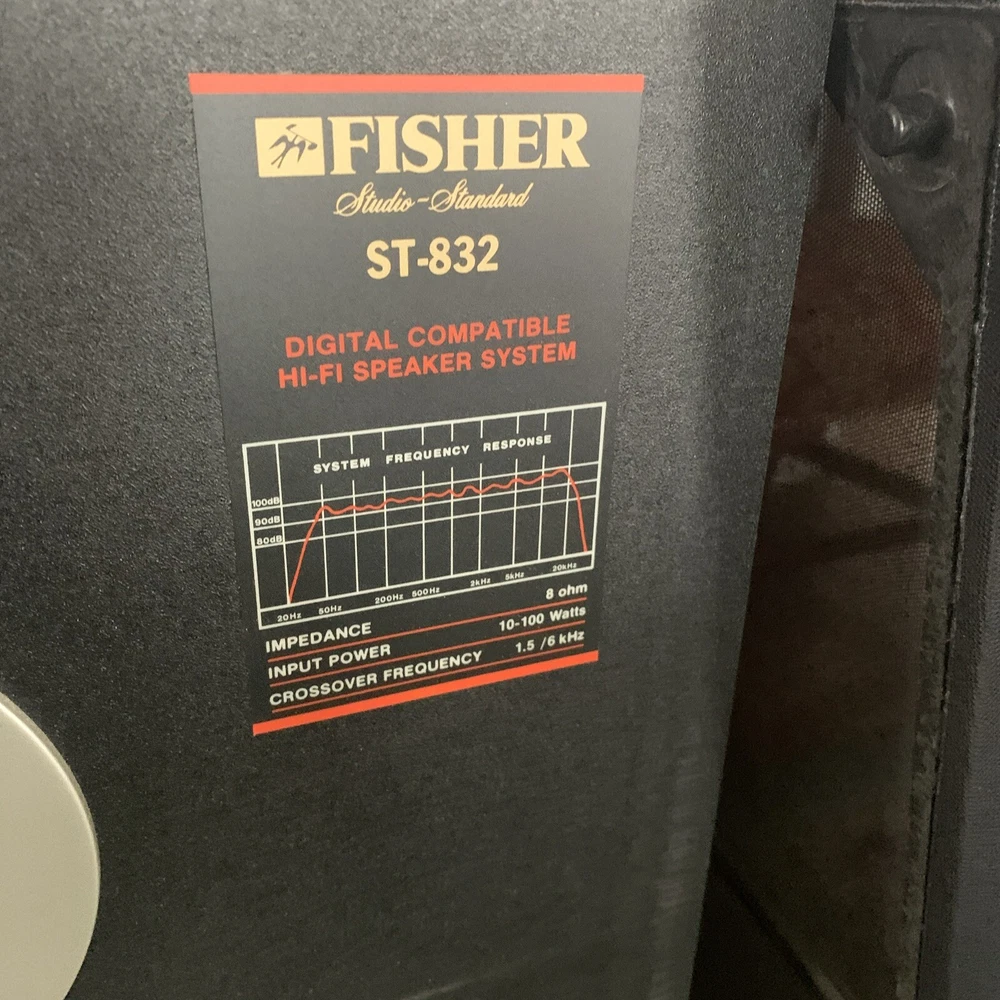 FISHER
Studio-Standard
ST-832
DIGITAL COMPATIBLE
HI-FI SPEAKER SYSTEM
SYSTEM FREQUENCY RESPONSE
100dB
90dB
80dB
20Hz 50Hz 200Hz 500Hz 2kHz 5kHz 20kHz
IMPEDANCE 8 ohm
INPUT POWER 10-100 Watts
CROSSOVER FREQUENCY 1.5 /6 kHz